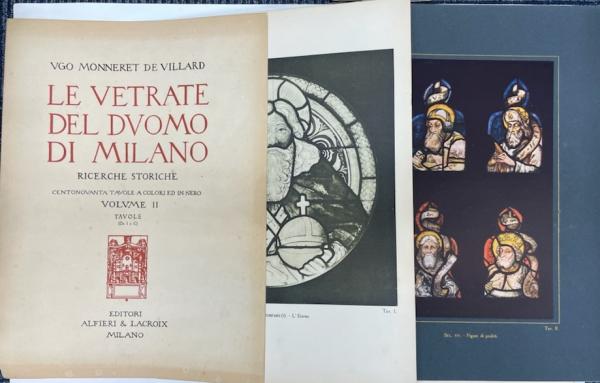 VGO MONNERET DE VILLARD
LE VETRATE
DEL DVOMO
DI MILANO
RICERCHE STORICHE
CENTONOVANTA TAVOLE A COLORI ED IN NERO
VOLVME II
TAVOLE
EDITORI
ALFIERI & LACROIX
MILANO
- L'Eterno
Tav. I.
Figure di profeti.
Tav. II.